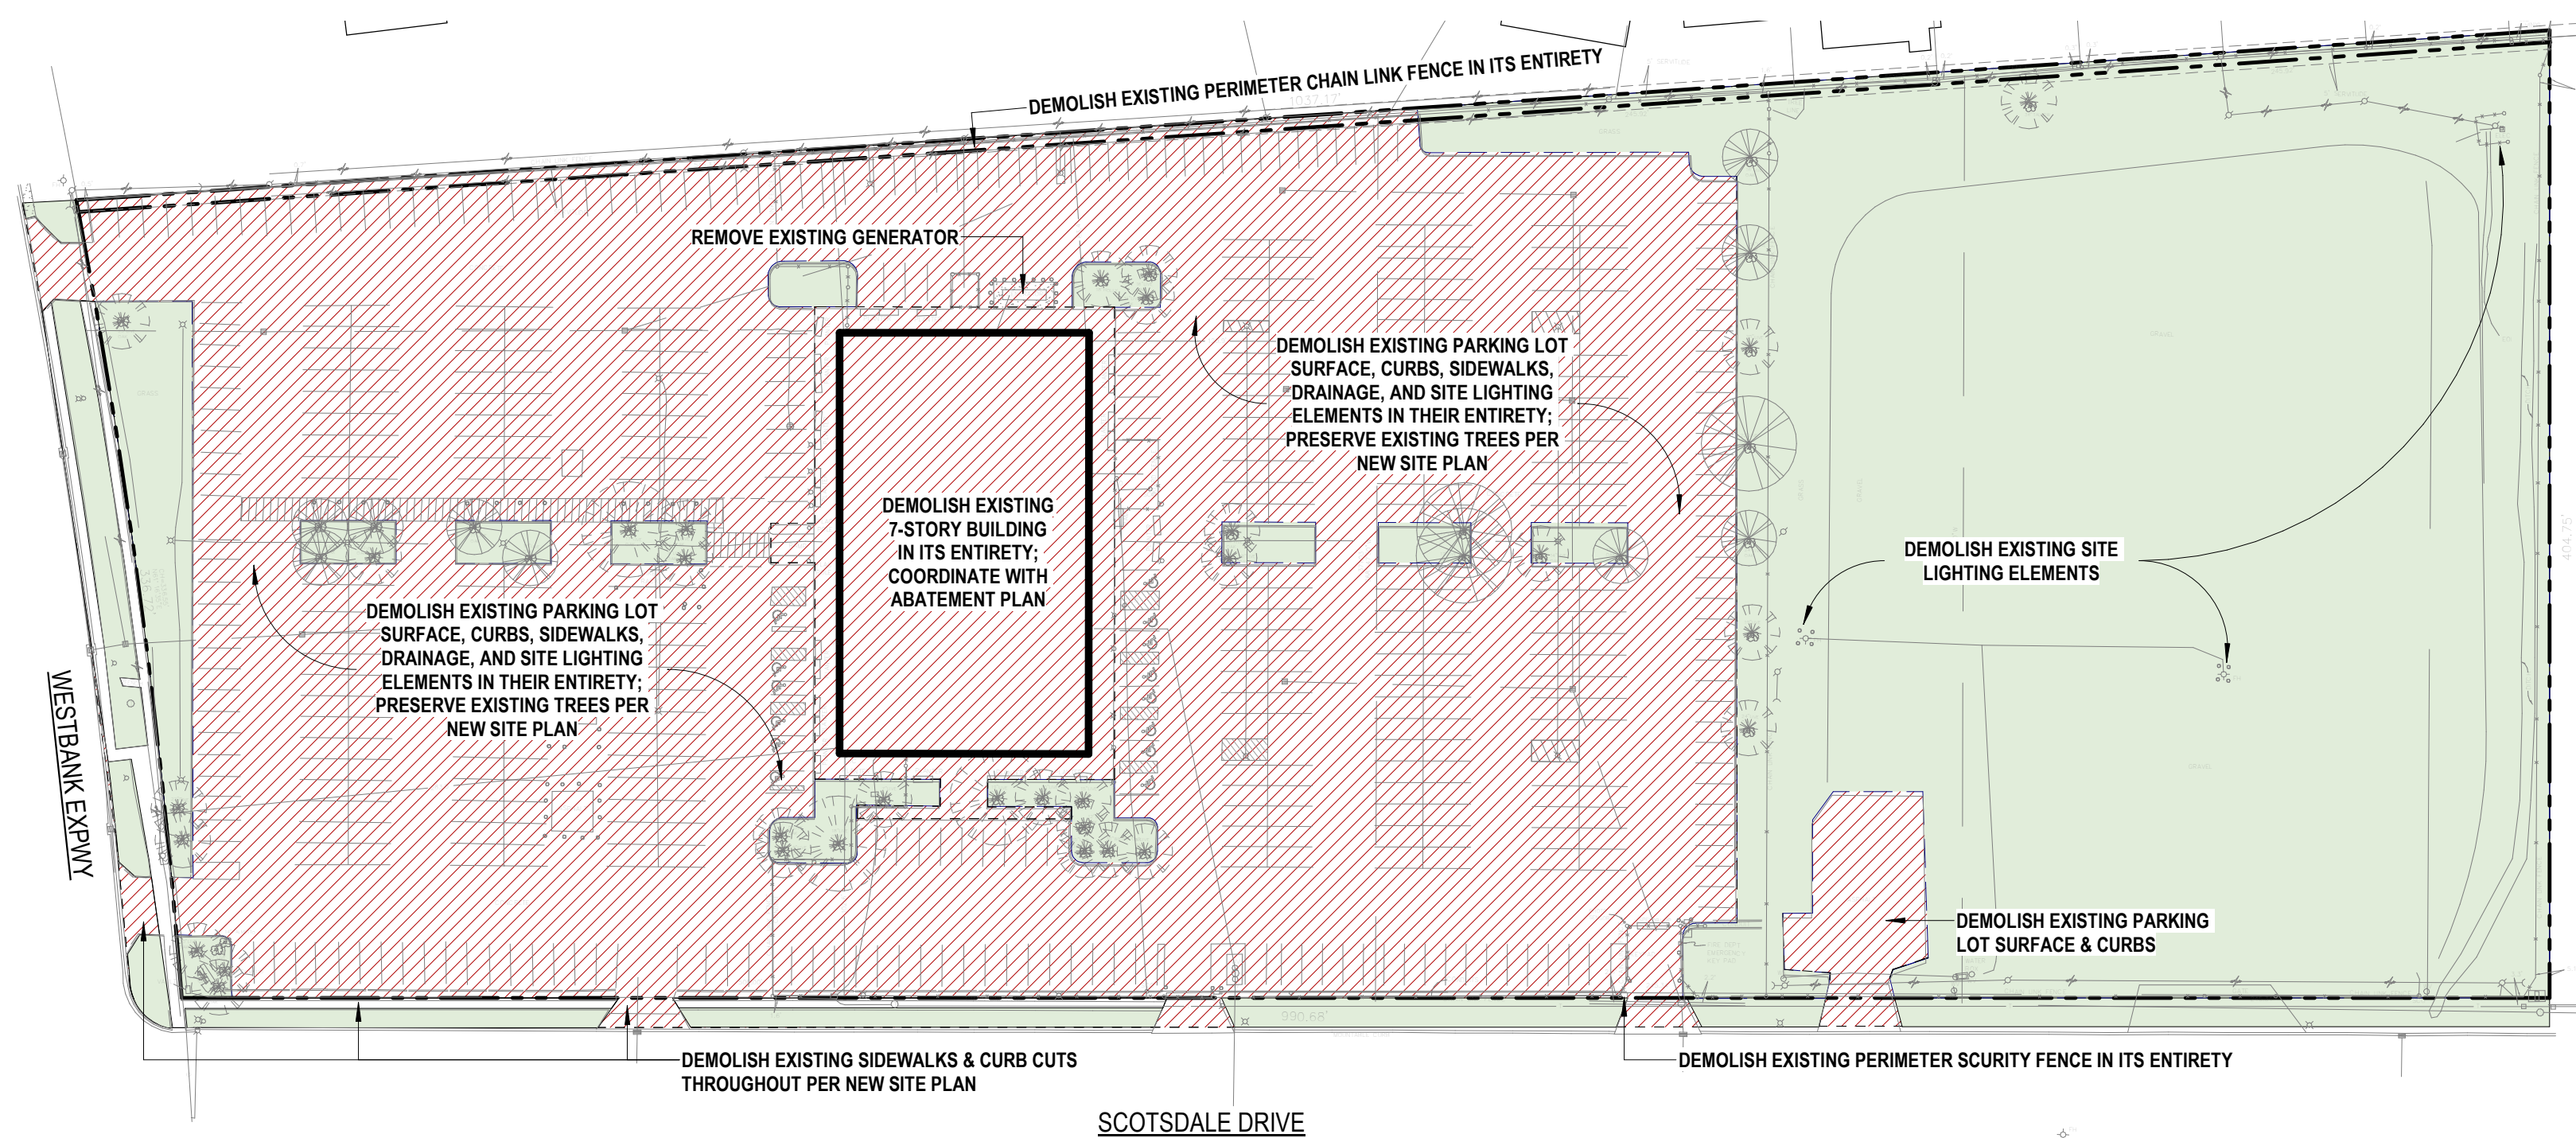 DEMOLISH EXISTING PERIMETER CHAIN LINK FENCE IN ITS ENTIRETY
1037.17'
REMOVE EXISTING GENERATOR
DEMOLISH EXISTING PARKING LOT
SURFACE, CURBS, SIDEWALKS,
DRAINAGE, AND SITE LIGHTING
ELEMENTS IN THEIR ENTIRETY;
PRESERVE EXISTING TREES PER
NEW SITE PLAN
DEMOLISH EXISTING
7-STORY BUILDING
IN ITS ENTIRETY;
COORDINATE WITH
ABATEMENT PLAN
DEMOLISH EXISTING SITE
LIGHTING ELEMENTS
404.75'
DEMOLISH EXISTING PARKING LOT
SURFACE, CURBS, SIDEWALKS,
DRAINAGE, AND SITE LIGHTING
ELEMENTS IN THEIR ENTIRETY;
PRESERVE EXISTING TREES PER
NEW SITE PLAN
WESTBANK EXPWY
DEMOLISH EXISTING PARKING
LOT SURFACE & CURBS
990.68'
DEMOLISH EXISTING SIDEWALKS & CURB CUTS
THROUGHOUT PER NEW SITE PLAN
DEMOLISH EXISTING PERIMETER SCURITY FENCE IN ITS ENTIRETY
SCOTSDALE DRIVE